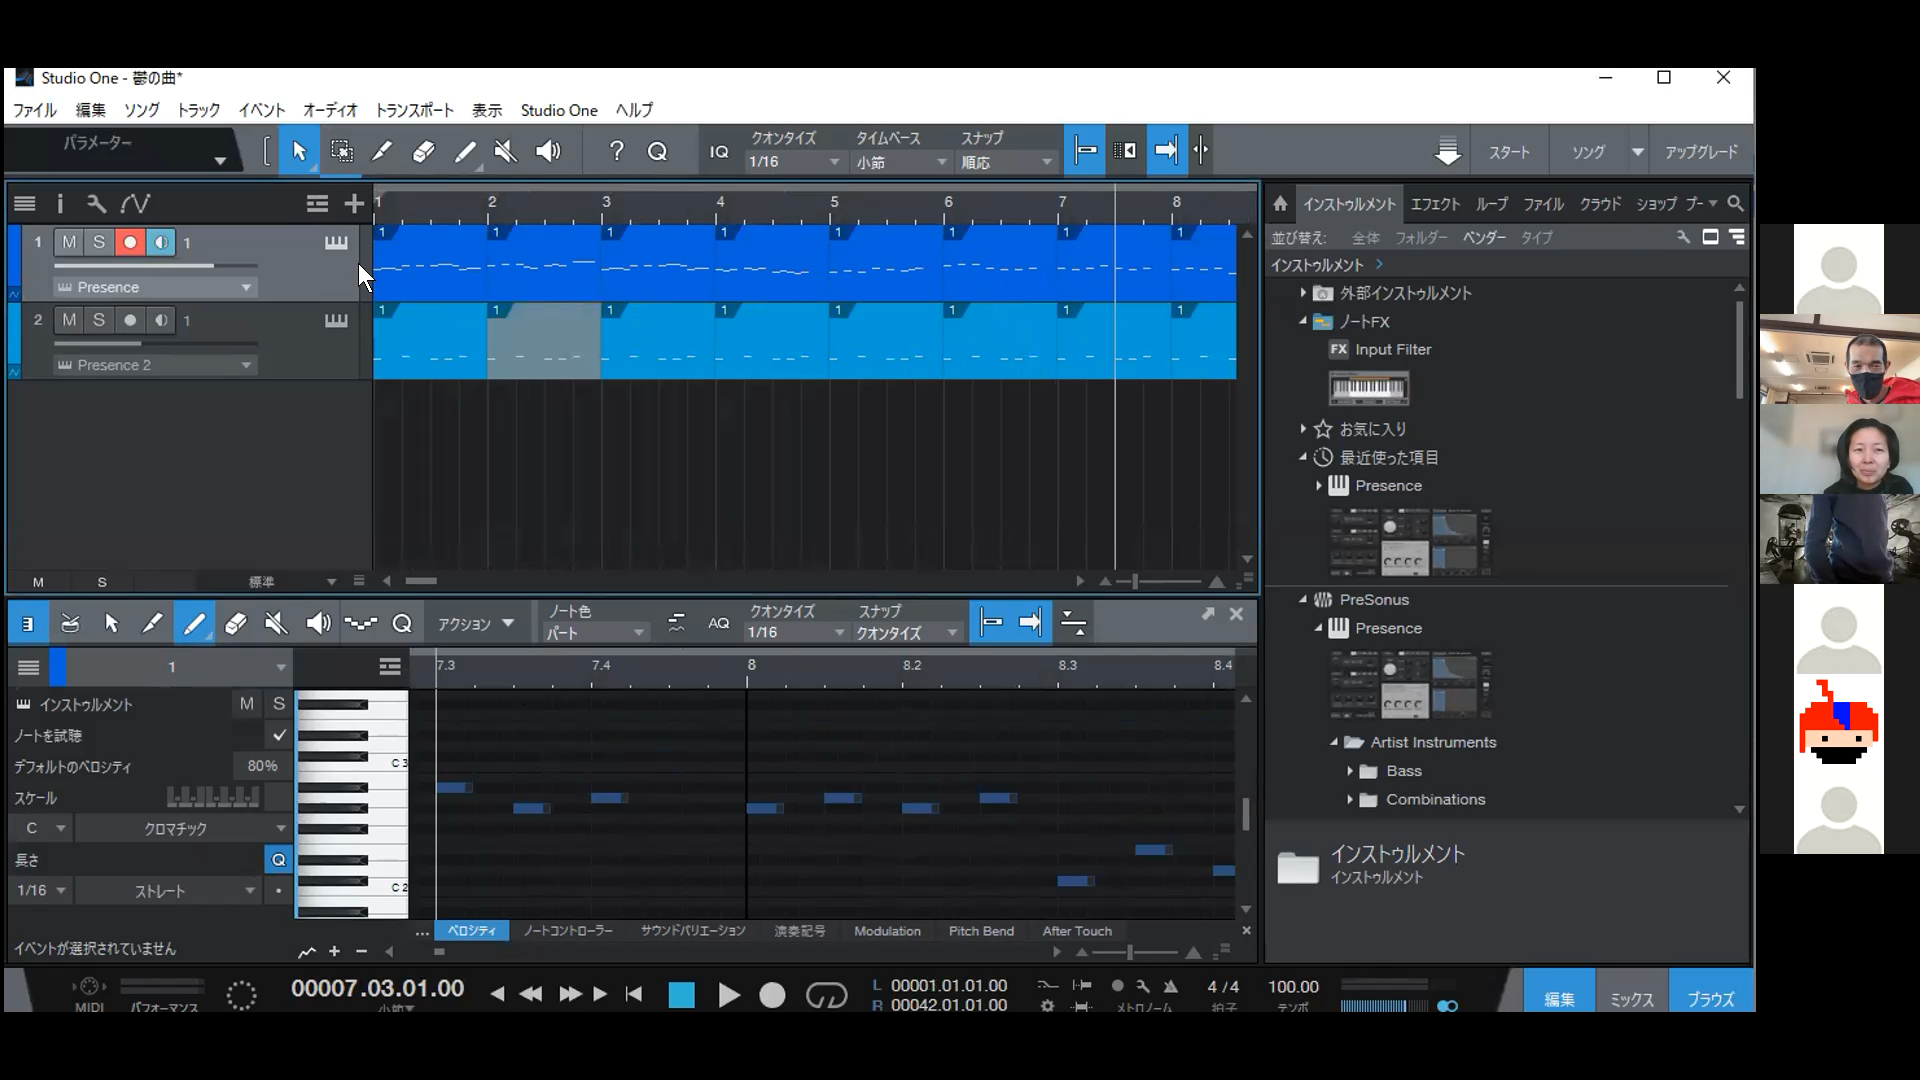 Studio One - 鬱の曲*
ファイル 編集 ソング トラック イベント オーディオ トランスポート 表示 Studio One ヘルプ
パラメーター
? Q IQ
クオンタイズ タイムベース スナップ
1/16 小節 順応
スタート ソング アップグレード
1 2 3 4 5 6 7 8
インストゥルメント エフェクト ループ ファイル クラウド ショップ プー
並び替え: 全体 フォルダー ベンダー タイプ
インストゥルメント >
1 M S 1
Presence
1 1 1 1 1 1 1 1
2 M S 1
Presence 2
1 1 1 1 1 1 1 1
外部インストゥルメント
ノートFX
FX Input Filter
お気に入り
最近使った項目
Presence
PreSonus
Presence
Artist Instruments
Bass
Combinations
インストゥルメント
インストゥルメント
M S 標準
Q アクション
ノート色
パート
AQ
クオンタイズ スナップ
1/16 クオンタイズ
1
7.3 7.4 8 8.2 8.3 8.4
インストゥルメント M S
ノートを試聴
デフォルトのベロシティ 80%
スケール
C クロマチック
長さ Q
1/16 ストレート
C 3
C 2
イベントが選択されていません
... ベロシティ ノートコントローラー サウンドバリエーション 演奏記号 Modulation Pitch Bend After Touch
MIDI パフォーマンス
00007.03.01.00
小節
L 00001.01.01.00
R 00042.01.01.00
メトロノーム
4 / 4
拍子
100.00
テンポ
編集 ミックス ブラウズ